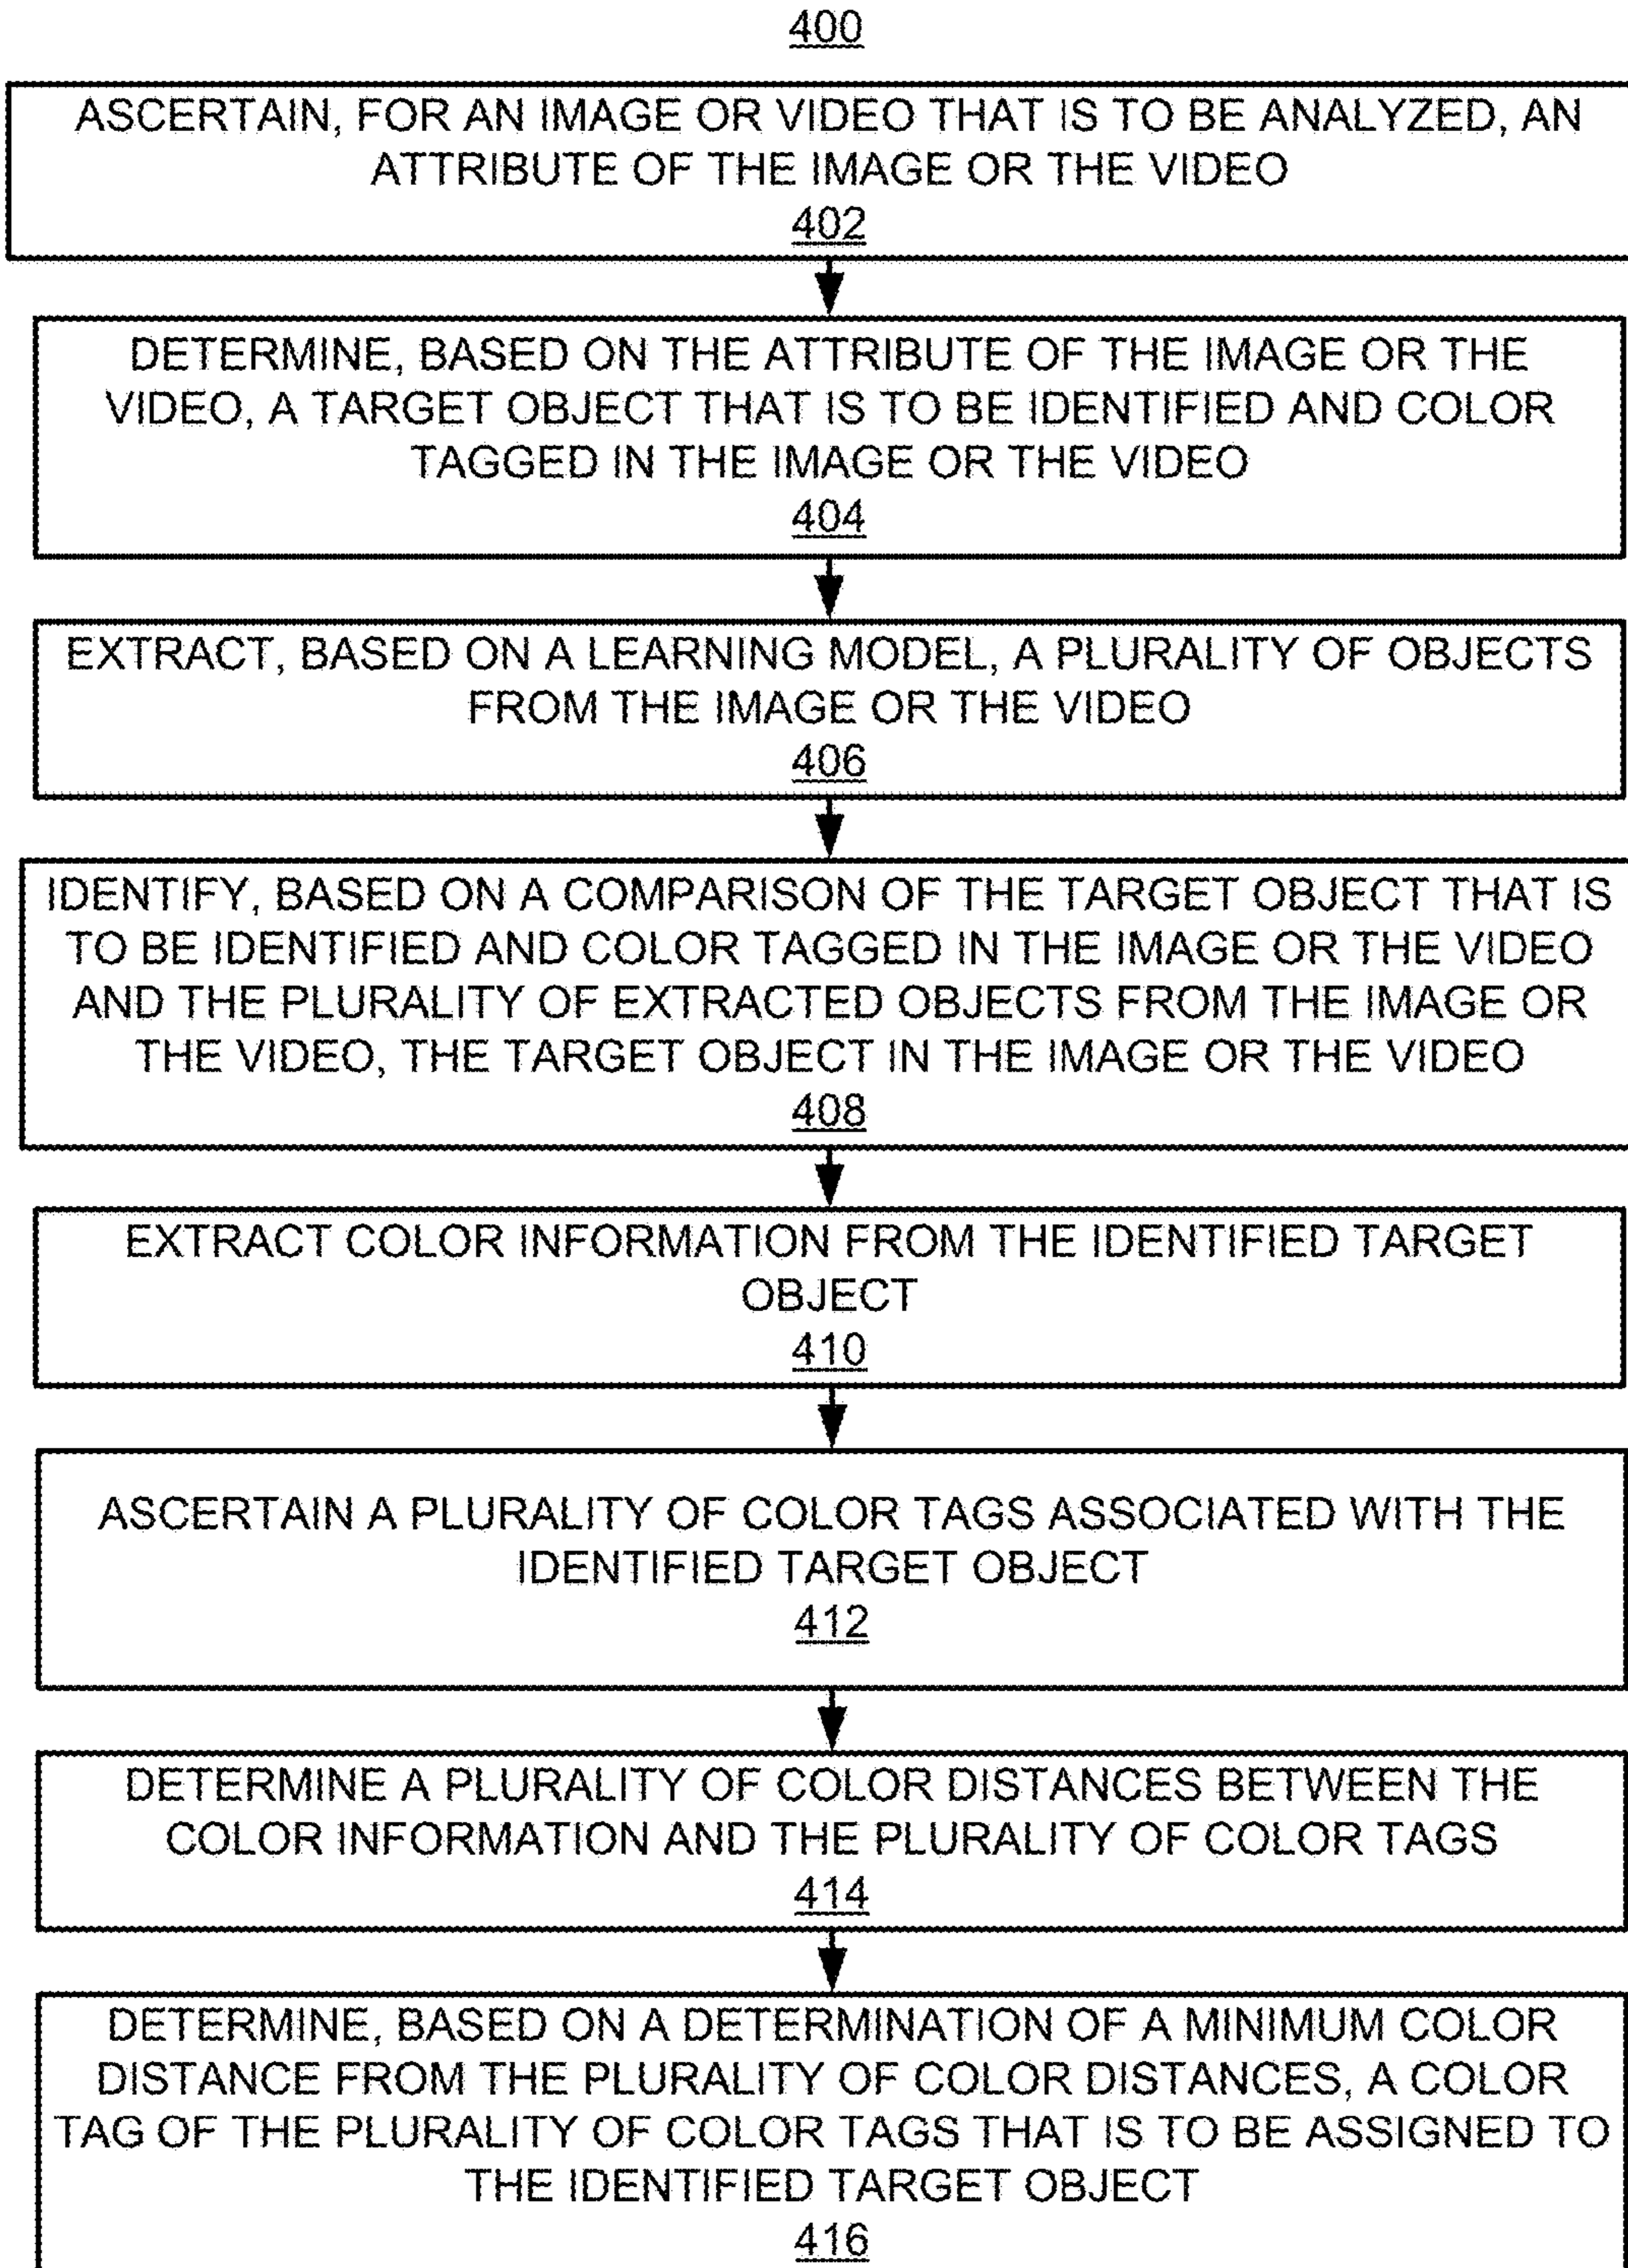 400
ASCERTAIN, FOR AN IMAGE OR VIDEO THAT IS TO BE ANALYZED, AN
ATTRIBUTE OF THE IMAGE OR THE VIDEO
402
DETERMINE, BASED ON THE ATTRIBUTE OF THE IMAGE OR THE
VIDEO, A TARGET OBJECT THAT IS TO BE IDENTIFIED AND COLOR
TAGGED IN THE IMAGE OR THE VIDEO
404
EXTRACT, BASED ON A LEARNING MODEL, A PLURALITY OF OBJECTS
FROM THE IMAGE OR THE VIDEO
406
IDENTIFY, BASED ON A COMPARISON OF THE TARGET OBJECT THAT IS
TO BE IDENTIFIED AND COLOR TAGGED IN THE IMAGE OR THE VIDEO
AND THE PLURALITY OF EXTRACTED OBJECTS FROM THE IMAGE OR
THE VIDEO, THE TARGET OBJECT IN THE IMAGE OR THE VIDEO
408
EXTRACT COLOR INFORMATION FROM THE IDENTIFIED TARGET
OBJECT
410
ASCERTAIN A PLURALITY OF COLOR TAGS ASSOCIATED WITH THE
IDENTIFIED TARGET OBJECT
412
DETERMINE A PLURALITY OF COLOR DISTANCES BETWEEN THE
COLOR INFORMATION AND THE PLURALITY OF COLOR TAGS
414
DETERMINE, BASED ON A DETERMINATION OF A MINIMUM COLOR
DISTANCE FROM THE PLURALITY OF COLOR DISTANCES, A COLOR
TAG OF THE PLURALITY OF COLOR TAGS THAT IS TO BE ASSIGNED TO
THE IDENTIFIED TARGET OBJECT
416